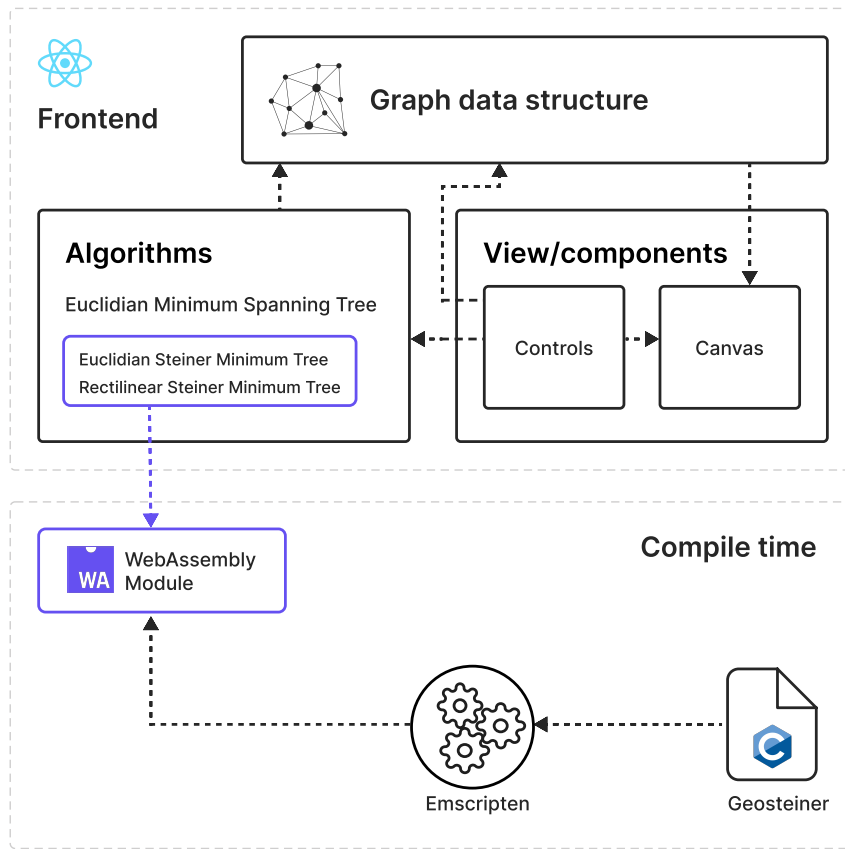 Frontend
Graph data structure
Algorithms
Euclidian Minimum Spanning Tree
Euclidian Steiner Minimum Tree
Rectilinear Steiner Minimum Tree
View/components
Controls
Canvas
Compile time
WA
WebAssembly
Module
Emscripten
C
Geosteiner